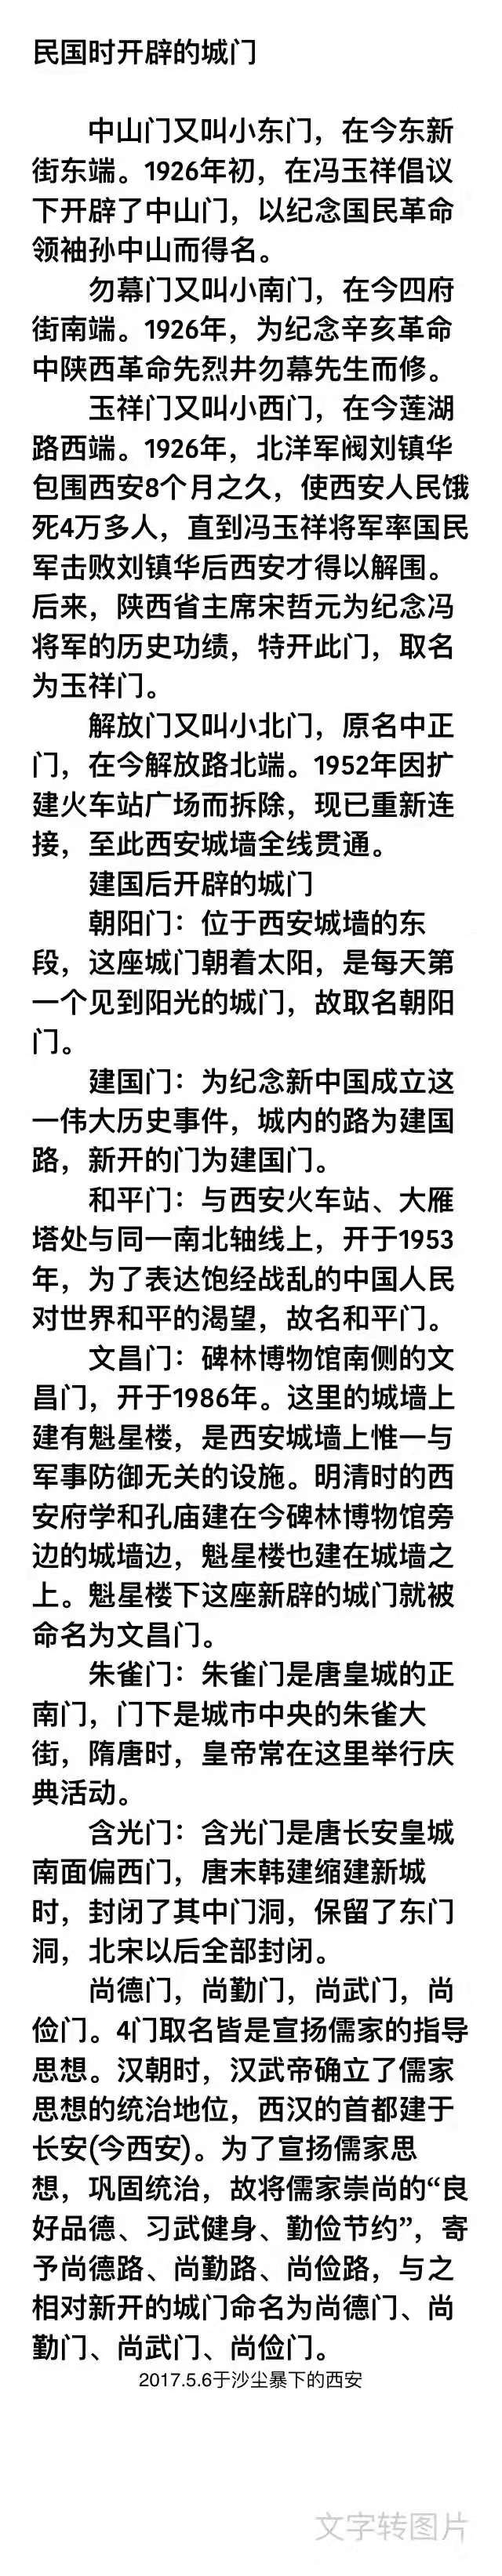 民国时开辟的城门
中山门又叫小东门，在今东新
街东端。1926年初，在冯玉祥倡议
下开辟了中山门，以纪念国民革命
领袖孙中山而得名。
勿幕门又叫小南门，在今四府
街南端。1926年，为纪念辛亥革命
中陕西革命先烈井勿幕先生而修。
玉祥门又叫小西门，在今莲湖
路西端。1926年，北洋军阀刘镇华
包围西安8个月之久，使西安人民饿
死4万多人，直到冯玉祥将军率国民
军击败刘镇华后西安才得以解围。
后来，陕西省主席宋哲元为纪念冯
将军的历史功绩，特开此门，取名
为玉祥门。
解放门又叫小北门，原名中正
门，在今解放路北端。1952年因扩
建火车站广场而拆除，现已重新连
接，至此西安城墙全线贯通。
建国后开辟的城门
朝阳门：位于西安城墙的东
段，这座城门朝着太阳，是每天第
一个见到阳光的城门，故取名朝阳
门。
建国门：为纪念新中国成立这
一伟大历史事件，城内的路为建国
路，新开的门为建国门。
和平门：与西安火车站、大雁
塔处与同一南北轴线上，开于1953
年，为了表达饱经战乱的中国人民
对世界和平的渴望，故名和平门。
文昌门：碑林博物馆南侧的文
昌门，开于1986年。这里的城墙上
建有魁星楼，是西安城墙上惟一与
军事防御无关的设施。明清时的西
安府学和孔庙建在今碑林博物馆旁
边的城墙边，魁星楼也建在城墙之
上。魁星楼下这座新辟的城门就被
命名为文昌门。
朱雀门：朱雀门是唐皇城的正
南门，门下是城市中央的朱雀大
街，隋唐时，皇帝常在这里举行庆
典活动。
含光门：含光门是唐长安皇城
南面偏西门，唐末韩建缩建新城
时，封闭了其中门洞，保留了东门
洞，北宋以后全部封闭。
尚德门，尚勤门，尚武门，尚
俭门。4门取名皆是宣扬儒家的指导
思想。汉朝时，汉武帝确立了儒家
思想的统治地位，西汉的首都建于
长安(今西安)。为了宣扬儒家思
想，巩固统治，故将儒家崇尚的“良
好品德、习武健身、勤俭节约”，寄
予尚德路、尚勤路、尚俭路，与之
相对新开的城门命名为尚德门、尚
勤门、尚武门、尚俭门。
2017.5.6于沙尘暴下的西安
文字转图片